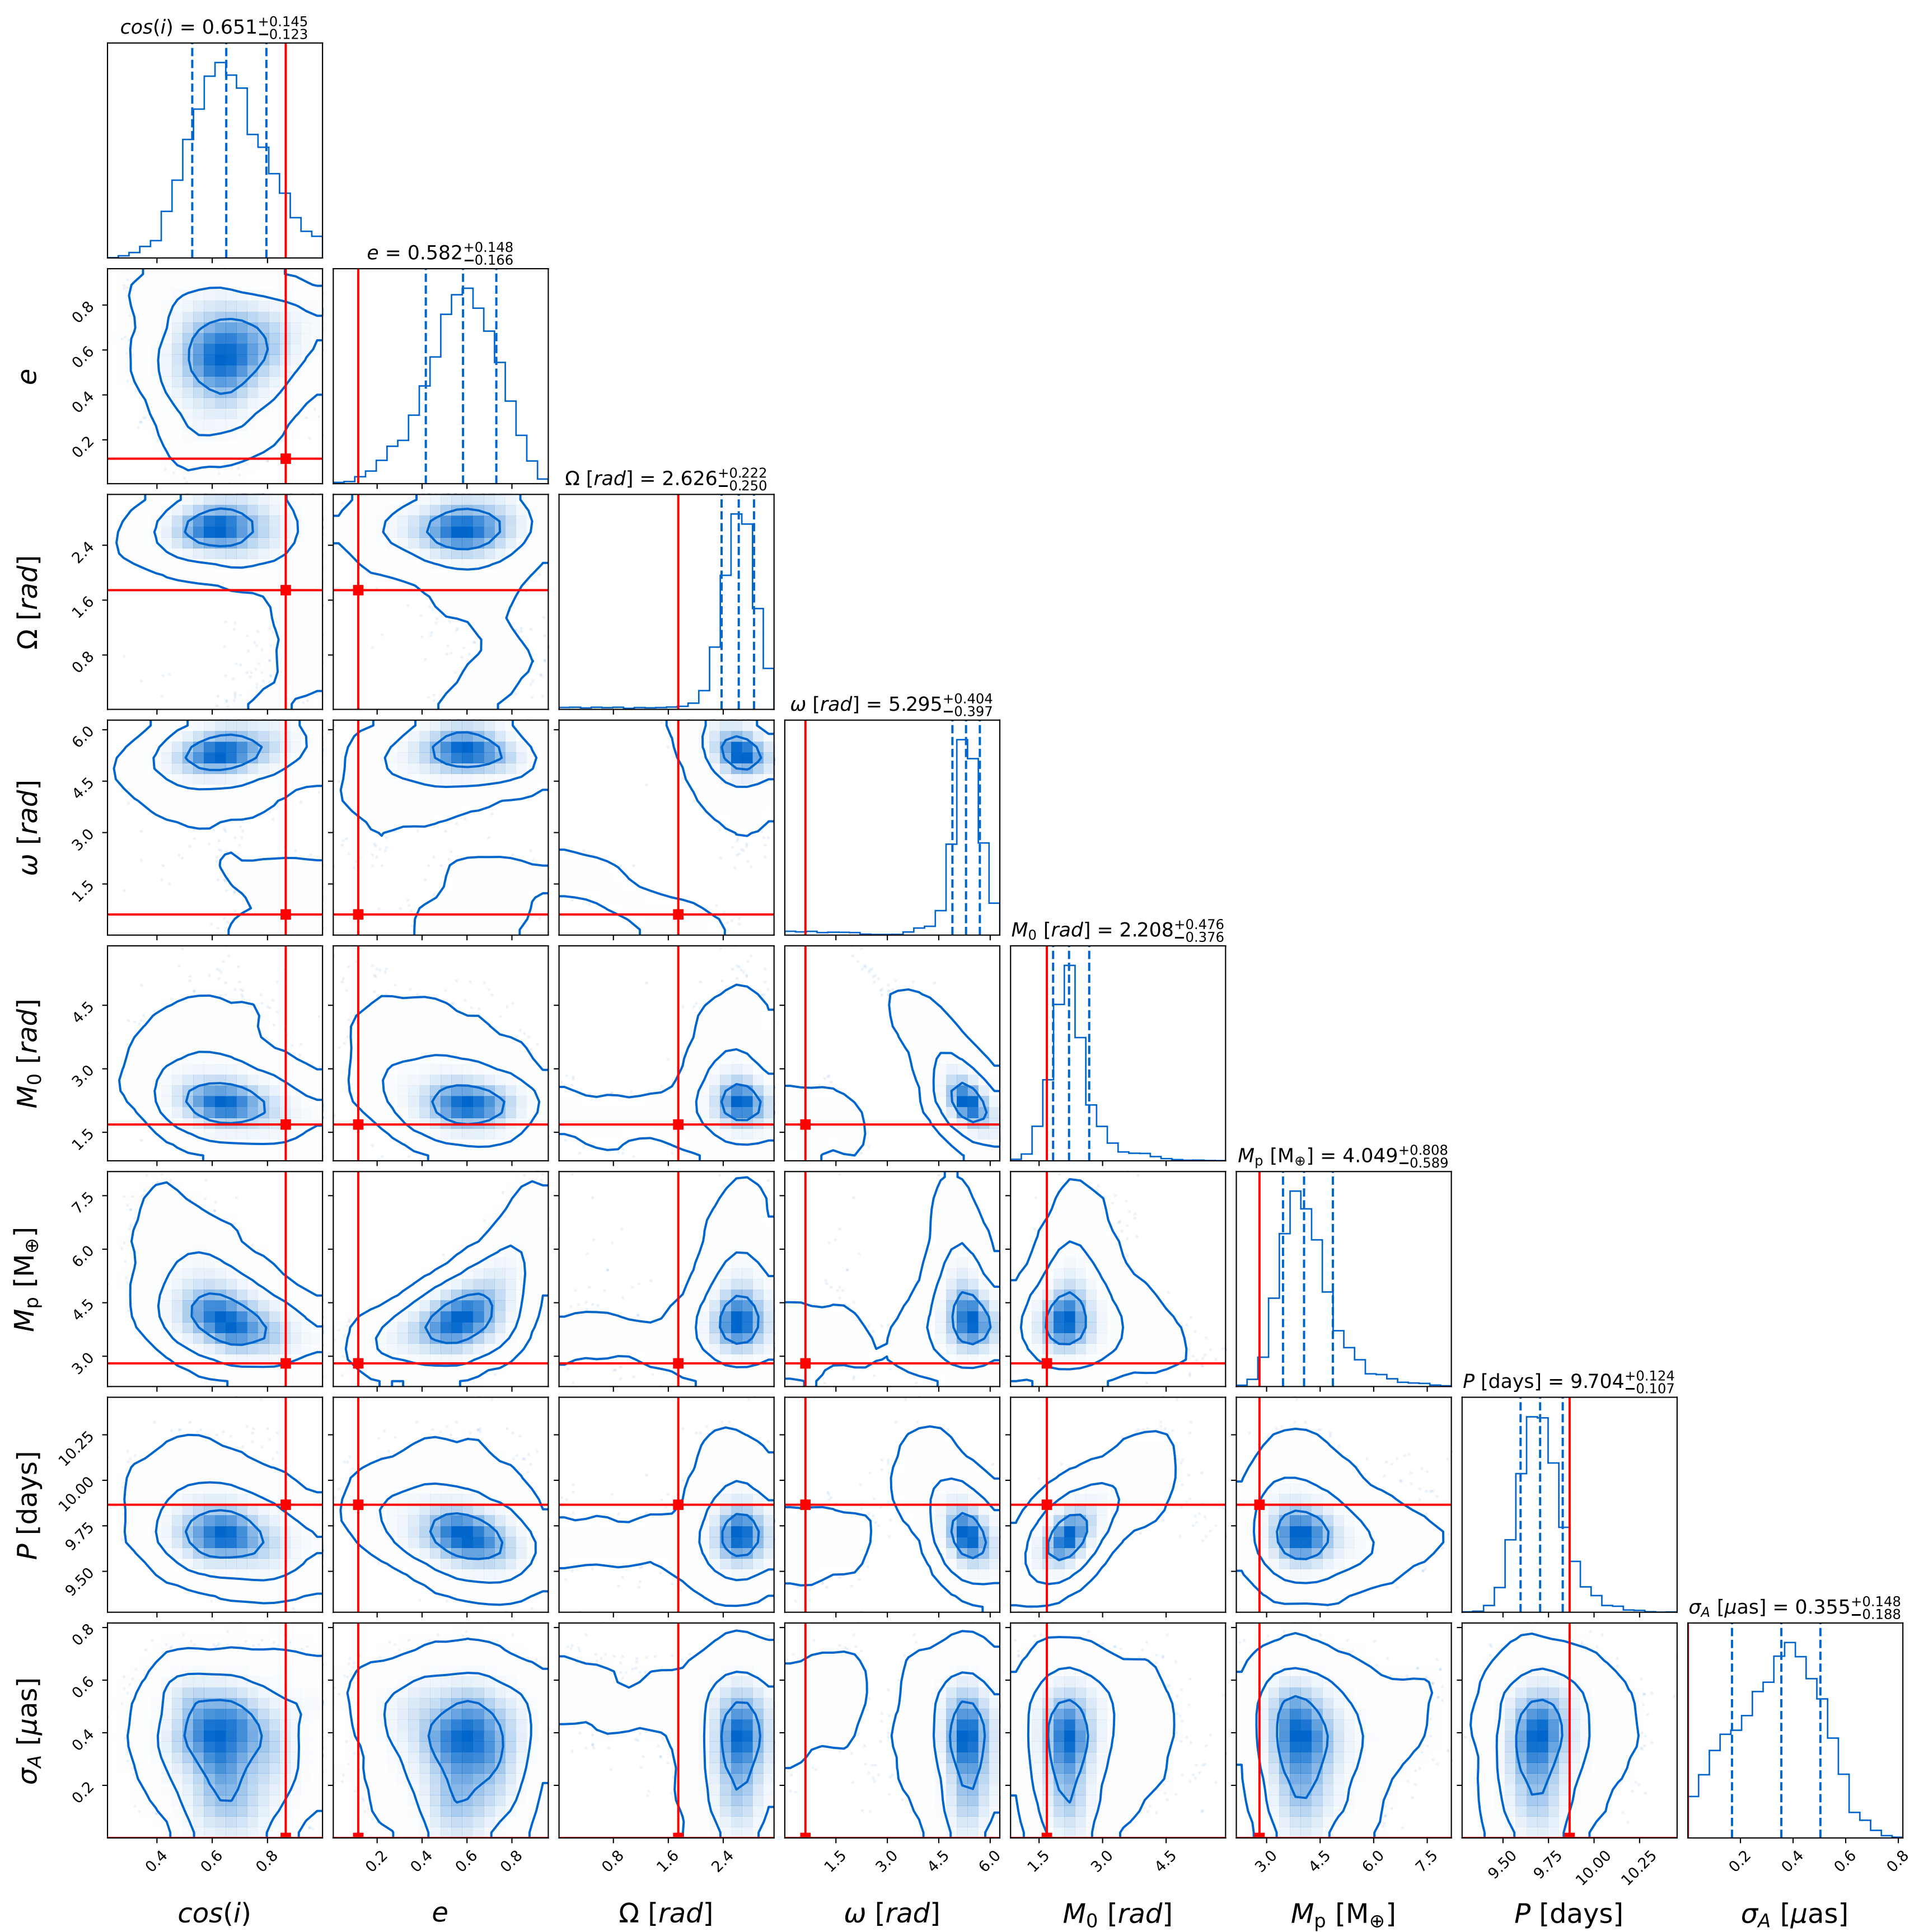 cos(i) = 0.651+0.145 −0.123
e = 0.582+0.148 −0.166
0.8
0.6
0.4
0.2
e
Ω [rad] = 2.626+0.222 −0.250
2.4
1.6
0.8
Ω [rad]
ω [rad] = 5.295+0.404 −0.397
6.0
4.5
3.0
1.5
ω [rad]
M0 [rad] = 2.208+0.476 −0.376
4.5
3.0
1.5
M0 [rad]
Mp [M⊕] = 4.049+0.808 −0.589
7.5
6.0
4.5
3.0
Mp [M⊕]
P [days] = 9.704+0.124 −0.107
10.25
10.00
9.75
9.50
P [days]
σA [μas] = 0.355+0.148 −0.188
0.8
0.6
0.4
0.2
σA [μas]
0.4 0.6 0.8 0.2 0.4 0.6 0.8 0.8 1.6 2.4 1.5 3.0 4.5 6.0 1.5 3.0 4.5 3.0 4.5 6.0 7.5 9.50 9.75 10.00 10.25 0.2 0.4 0.6 0.8
cos(i) e Ω [rad] ω [rad] M0 [rad] Mp [M⊕] P [days] σA [μas]